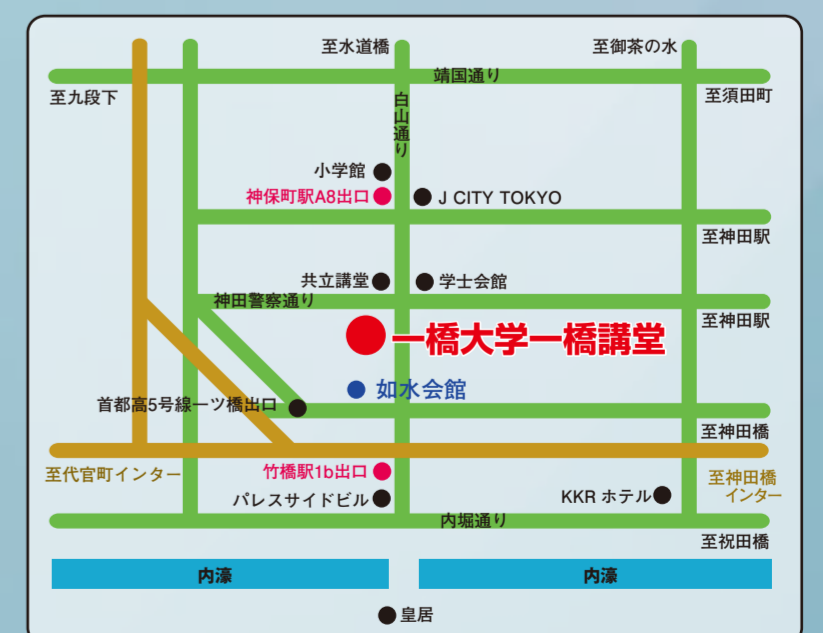 至水道橋
至御茶の水
靖国通り
至九段下
至須田町
白山通り
小学館
神保町駅A8出口
J CITY TOKYO
至神田駅
共立講堂
学士会館
神田警察通り
至神田駅
一橋大学一橋講堂
如水会館
首都高5号線一ツ橋出口
至神田橋
至代官町インター
竹橋駅1b出口
至神田橋
インター
パレスサイドビル
KKR ホテル
内堀通り
至祝田橋
内濠
内濠
皇居